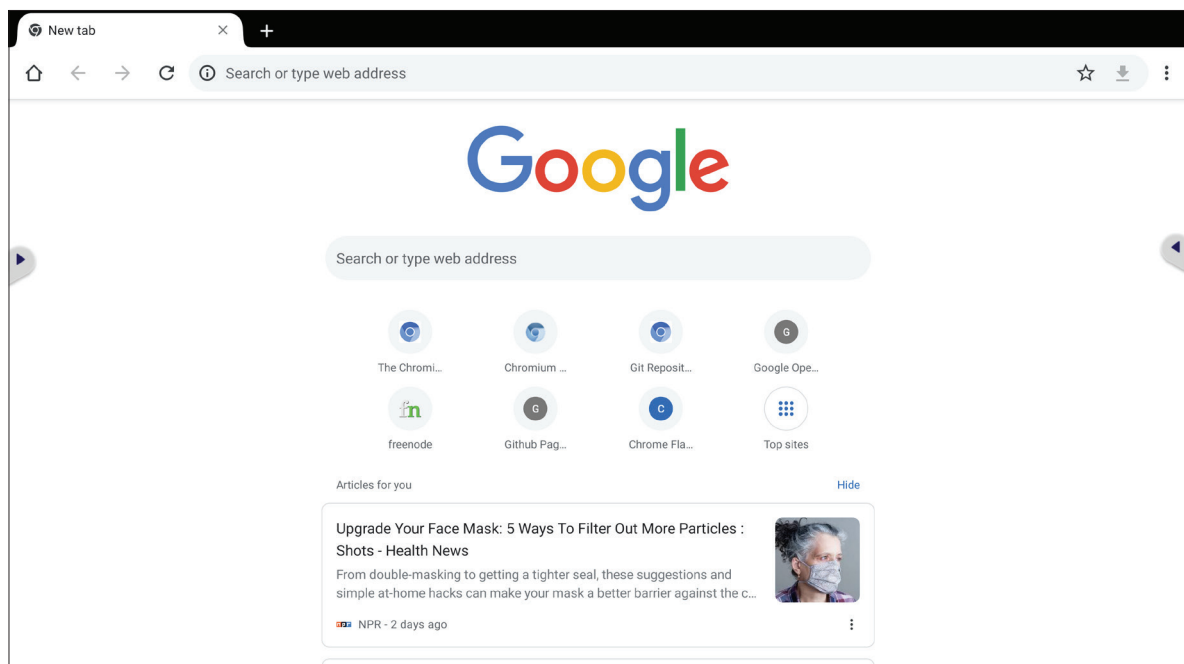 New tab
Search or type web address
Google
Search or type web address
The Chromi...
Chromium ...
Git Reposit...
G
Google Ope...
fn
freenode
G
Github Pag...
C
Chrome Fla...
Top sites
Articles for you
Hide
Upgrade Your Face Mask: 5 Ways To Filter Out More Particles :
Shots - Health News
From double-masking to getting a tighter seal, these suggestions and
simple at-home hacks can make your mask a better barrier against the c...
npr NPR - 2 days ago